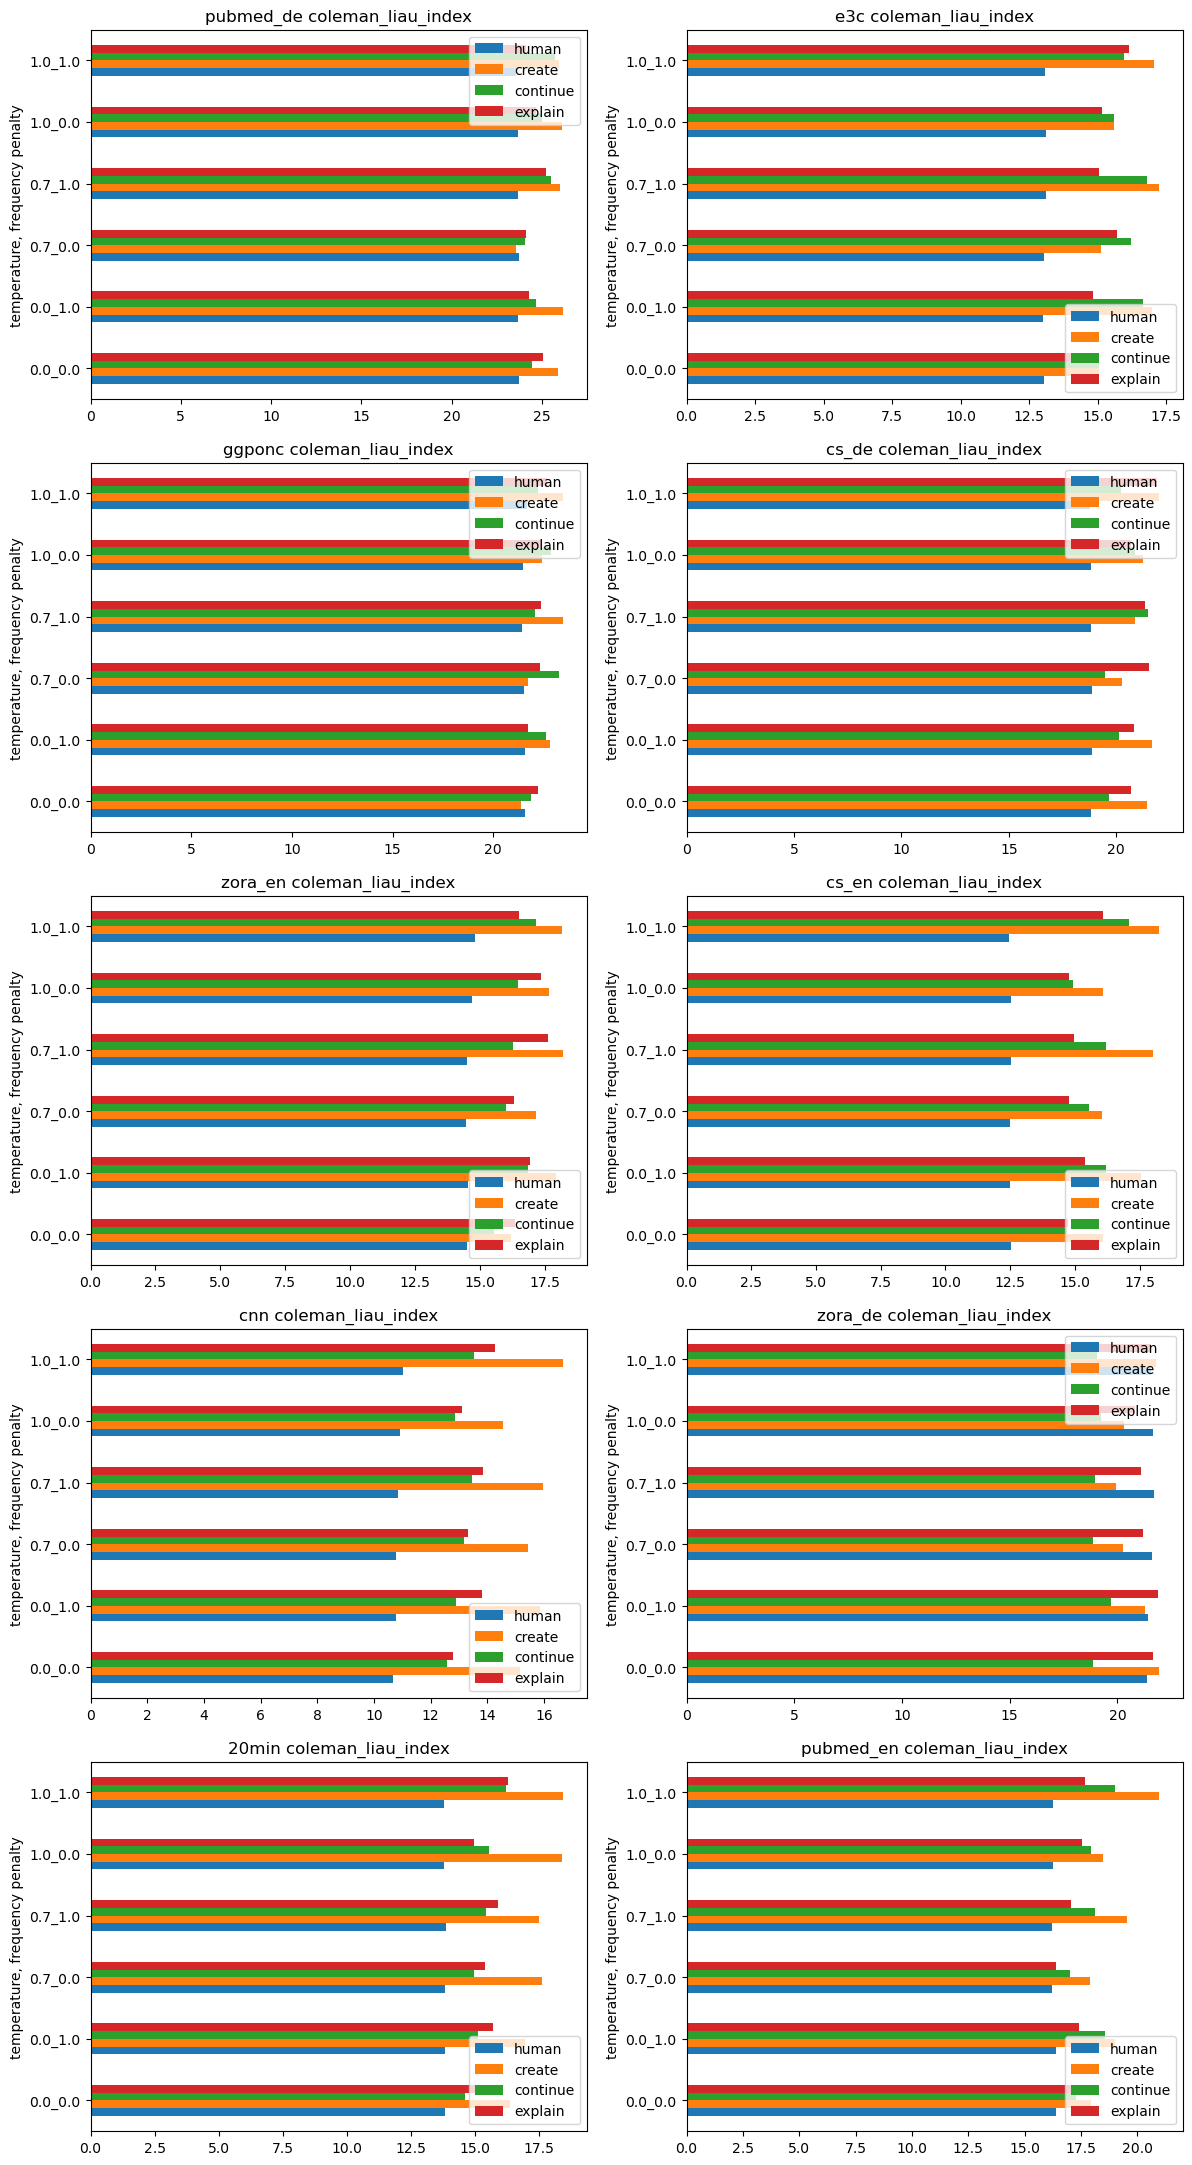 pubmed_de coleman_liau_index
temperature, frequency penalty
1.0_1.0
1.0_0.0
0.7_1.0
0.7_0.0
0.0_1.0
0.0_0.0
0 5 10 15 20 25
human
create
continue
explain
e3c coleman_liau_index
temperature, frequency penalty
1.0_1.0
1.0_0.0
0.7_1.0
0.7_0.0
0.0_1.0
0.0_0.0
0.0 2.5 5.0 7.5 10.0 12.5 15.0 17.5
human
create
continue
explain
ggponc coleman_liau_index
temperature, frequency penalty
1.0_1.0
1.0_0.0
0.7_1.0
0.7_0.0
0.0_1.0
0.0_0.0
0 5 10 15 20
human
create
continue
explain
cs_de coleman_liau_index
temperature, frequency penalty
1.0_1.0
1.0_0.0
0.7_1.0
0.7_0.0
0.0_1.0
0.0_0.0
0 5 10 15 20
human
create
continue
explain
zora_en coleman_liau_index
temperature, frequency penalty
1.0_1.0
1.0_0.0
0.7_1.0
0.7_0.0
0.0_1.0
0.0_0.0
0.0 2.5 5.0 7.5 10.0 12.5 15.0 17.5
human
create
continue
explain
cs_en coleman_liau_index
temperature, frequency penalty
1.0_1.0
1.0_0.0
0.7_1.0
0.7_0.0
0.0_1.0
0.0_0.0
0.0 2.5 5.0 7.5 10.0 12.5 15.0 17.5
human
create
continue
explain
cnn coleman_liau_index
temperature, frequency penalty
1.0_1.0
1.0_0.0
0.7_1.0
0.7_0.0
0.0_1.0
0.0_0.0
0 2 4 6 8 10 12 14 16
human
create
continue
explain
zora_de coleman_liau_index
temperature, frequency penalty
1.0_1.0
1.0_0.0
0.7_1.0
0.7_0.0
0.0_1.0
0.0_0.0
0 5 10 15 20
human
create
continue
explain
20min coleman_liau_index
temperature, frequency penalty
1.0_1.0
1.0_0.0
0.7_1.0
0.7_0.0
0.0_1.0
0.0_0.0
0.0 2.5 5.0 7.5 10.0 12.5 15.0 17.5
human
create
continue
explain
pubmed_en coleman_liau_index
temperature, frequency penalty
1.0_1.0
1.0_0.0
0.7_1.0
0.7_0.0
0.0_1.0
0.0_0.0
0.0 2.5 5.0 7.5 10.0 12.5 15.0 17.5 20.0
human
create
continue
explain